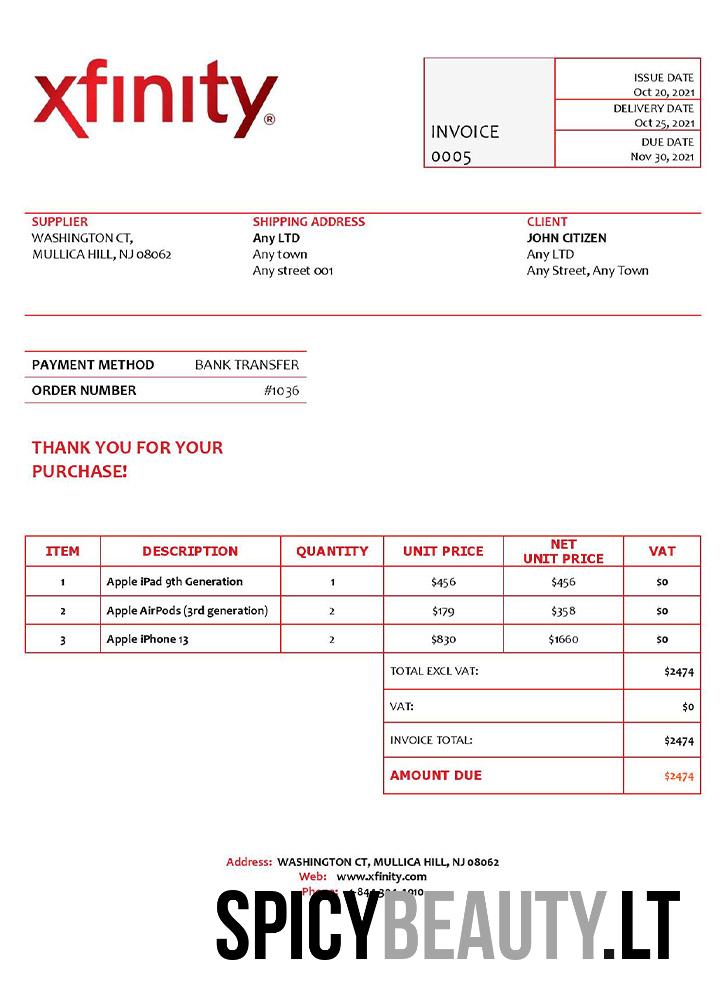 xfinity®
INVOICE
0005
ISSUE DATE
Oct 20, 2021
DELIVERY DATE
Oct 25, 2021
DUE DATE
Nov 30, 2021
SUPPLIER
WASHINGTON CT,
MULLICA HILL, NJ 08062
SHIPPING ADDRESS
Any LTD
Any town
Any street 001
CLIENT
JOHN CITIZEN
Any LTD
Any Street, Any Town
PAYMENT METHOD BANK TRANSFER
ORDER NUMBER #1036
THANK YOU FOR YOUR
PURCHASE!
ITEM DESCRIPTION QUANTITY UNIT PRICE NET UNIT PRICE VAT
1 Apple iPad 9th Generation 1 $456 $456 $0
2 Apple AirPods (3rd generation) 2 $179 $358 $0
3 Apple iPhone 13 2 $830 $1660 $0
TOTAL EXCL VAT: $2474
VAT: $0
INVOICE TOTAL: $2474
AMOUNT DUE $2474
Address: WASHINGTON CT, MULLICA HILL, NJ 08062
Web: www.xfinity.com
Phone:
SPICYBEAUTY.LT